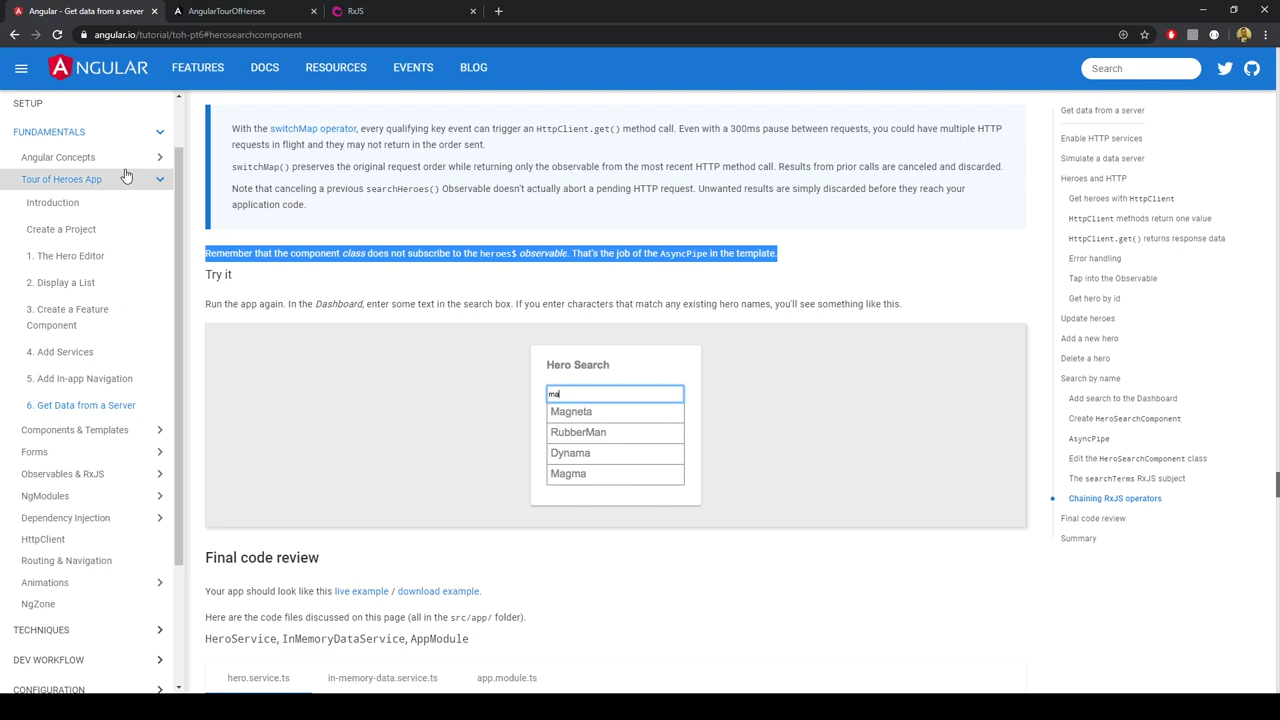 Angular - Get data from a server
AngularTourOfHeroes
RxJS
angular.io/tutorial/toh-pt6#herosearchcomponent
ANGULAR
FEATURES
DOCS
RESOURCES
EVENTS
BLOG
Search
SETUP
FUNDAMENTALS
Angular Concepts
Tour of Heroes App
Introduction
Create a Project
1. The Hero Editor
2. Display a List
3. Create a Feature
Component
4. Add Services
5. Add In-app Navigation
6. Get Data from a Server
Components & Templates
Forms
Observables & RxJS
NgModules
Dependency Injection
HttpClient
Routing & Navigation
Animations
NgZone
TECHNIQUES
DEV WORKFLOW
CONFIGURATION
With the switchMap operator, every qualifying key event can trigger an HttpClient.get() method call. Even with a 300ms pause between requests, you could have multiple HTTP
requests in flight and they may not return in the order sent.
switchMap() preserves the original request order while returning only the observable from the most recent HTTP method call. Results from prior calls are canceled and discarded.
Note that canceling a previous searchHeroes() Observable doesn't actually abort a pending HTTP request. Unwanted results are simply discarded before they reach your
application code.
Remember that the component class does not subscribe to the heroes$ observable. That's the job of the AsyncPipe in the template.
Try it
Run the app again. In the Dashboard, enter some text in the search box. If you enter characters that match any existing hero names, you'll see something like this.
Hero Search
ma
Magneta
RubberMan
Dynama
Magma
Final code review
Your app should look like this live example / download example.
Here are the code files discussed on this page (all in the src/app/ folder).
HeroService, InMemoryDataService, AppModule
hero.service.ts
in-memory-data.service.ts
app.module.ts
Get data from a server
Enable HTTP services
Simulate a data server
Heroes and HTTP
Get heroes with HttpClient
HttpClient methods return one value
HttpClient.get() returns response data
Error handling
Tap into the Observable
Get hero by id
Update heroes
Add a new hero
Delete a hero
Search by name
Add search to the Dashboard
Create HeroSearchComponent
AsyncPipe
Edit the HeroSearchComponent class
The searchTerms RxJS subject
Chaining RxJS operators
Final code review
Summary